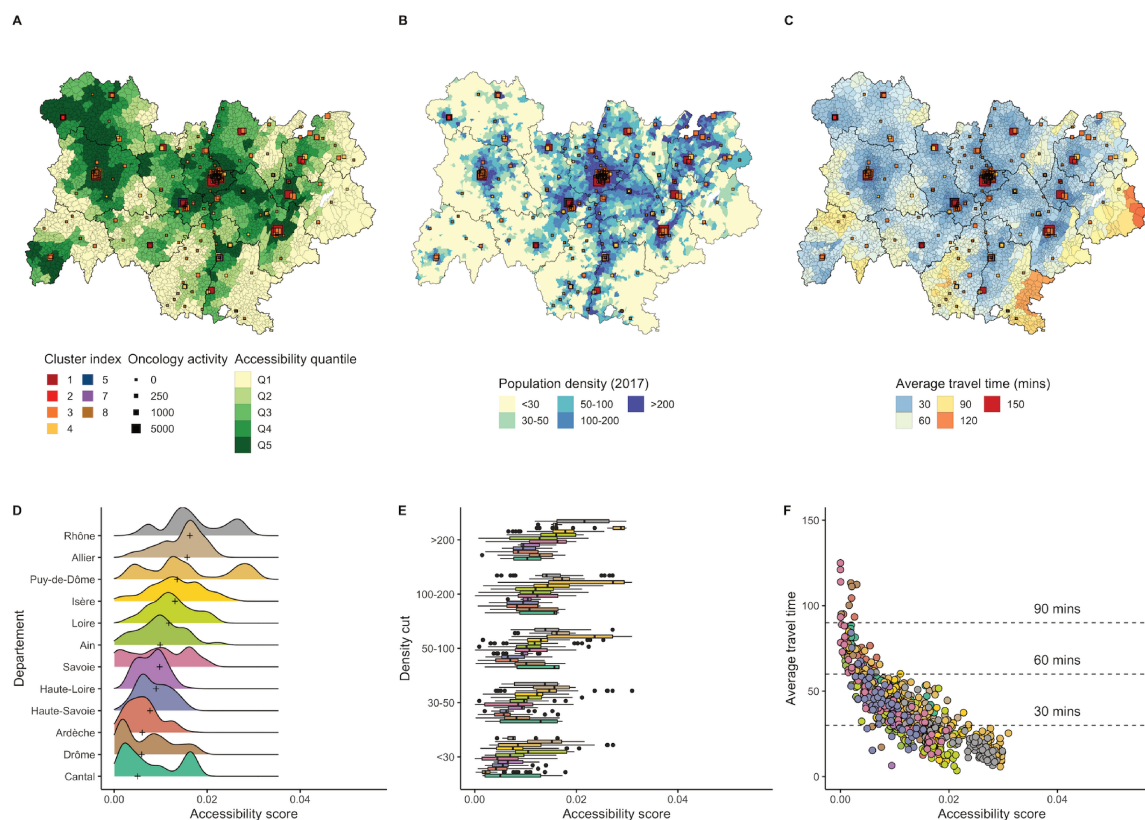 A
B
C
Cluster index
1
5
2
7
3
8
4
Oncology activity
0
250
1000
5000
Accessibility quantile
Q1
Q2
Q3
Q4
Q5
Population density (2017)
<30
50-100
>200
30-50
100-200
Average travel time (mins)
30
90
150
60
120
D
Departement
Rhône
Allier
Puy-de-Dôme
Isère
Loire
Ain
Savoie
Haute-Loire
Haute-Savoie
Ardèche
Drôme
Cantal
0.00
0.02
0.04
Accessibility score
E
Density cut
>200
100-200
50-100
30-50
<30
0.00
0.02
0.04
Accessibility score
F
Average travel time
150
100
50
0
90 mins
60 mins
30 mins
0.00
0.02
0.04
Accessibility score